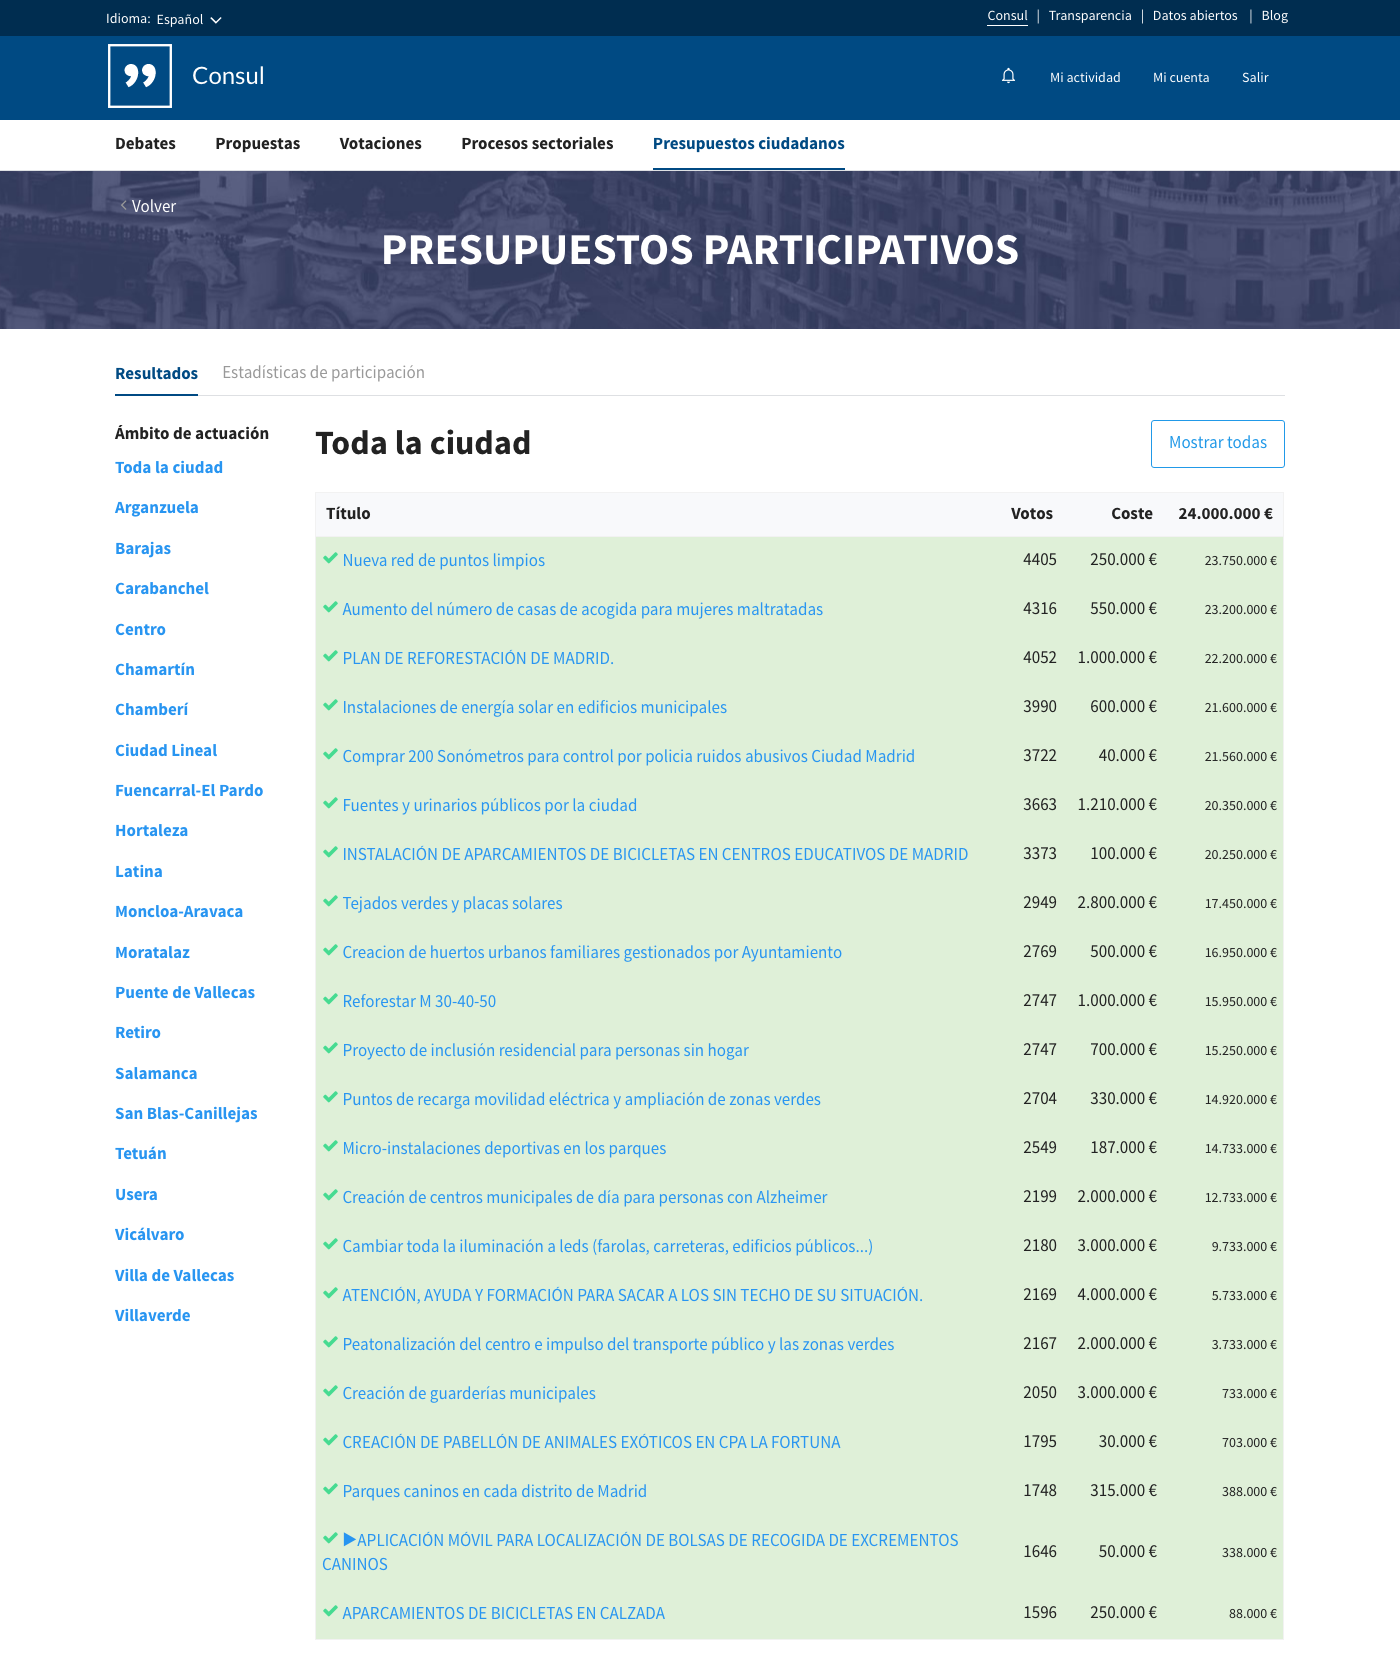 Idioma: Español
Consul | Transparencia | Datos abiertos | Blog
Consul
Mi actividad Mi cuenta Salir
Debates Propuestas Votaciones Procesos sectoriales Presupuestos ciudadanos
Volver
PRESUPUESTOS PARTICIPATIVOS
Resultados Estadísticas de participación
Ámbito de actuación
Toda la ciudad
Arganzuela
Barajas
Carabanchel
Centro
Chamartín
Chamberí
Ciudad Lineal
Fuencarral-El Pardo
Hortaleza
Latina
Moncloa-Aravaca
Moratalaz
Puente de Vallecas
Retiro
Salamanca
San Blas-Canillejas
Tetuán
Usera
Vicálvaro
Villa de Vallecas
Villaverde
Toda la ciudad
Mostrar todas
Título Votos Coste 24.000.000 €
Nueva red de puntos limpios 4405 250.000 € 23.750.000 €
Aumento del número de casas de acogida para mujeres maltratadas 4316 550.000 € 23.200.000 €
PLAN DE REFORESTACIÓN DE MADRID. 4052 1.000.000 € 22.200.000 €
Instalaciones de energía solar en edificios municipales 3990 600.000 € 21.600.000 €
Comprar 200 Sonómetros para control por policia ruidos abusivos Ciudad Madrid 3722 40.000 € 21.560.000 €
Fuentes y urinarios públicos por la ciudad 3663 1.210.000 € 20.350.000 €
INSTALACIÓN DE APARCAMIENTOS DE BICICLETAS EN CENTROS EDUCATIVOS DE MADRID 3373 100.000 € 20.250.000 €
Tejados verdes y placas solares 2949 2.800.000 € 17.450.000 €
Creacion de huertos urbanos familiares gestionados por Ayuntamiento 2769 500.000 € 16.950.000 €
Reforestar M 30-40-50 2747 1.000.000 € 15.950.000 €
Proyecto de inclusión residencial para personas sin hogar 2747 700.000 € 15.250.000 €
Puntos de recarga movilidad eléctrica y ampliación de zonas verdes 2704 330.000 € 14.920.000 €
Micro-instalaciones deportivas en los parques 2549 187.000 € 14.733.000 €
Creación de centros municipales de día para personas con Alzheimer 2199 2.000.000 € 12.733.000 €
Cambiar toda la iluminación a leds (farolas, carreteras, edificios públicos...) 2180 3.000.000 € 9.733.000 €
ATENCIÓN, AYUDA Y FORMACIÓN PARA SACAR A LOS SIN TECHO DE SU SITUACIÓN. 2169 4.000.000 € 5.733.000 €
Peatonalización del centro e impulso del transporte público y las zonas verdes 2167 2.000.000 € 3.733.000 €
Creación de guarderías municipales 2050 3.000.000 € 733.000 €
CREACIÓN DE PABELLÓN DE ANIMALES EXÓTICOS EN CPA LA FORTUNA 1795 30.000 € 703.000 €
Parques caninos en cada distrito de Madrid 1748 315.000 € 388.000 €
▶APLICACIÓN MÓVIL PARA LOCALIZACIÓN DE BOLSAS DE RECOGIDA DE EXCREMENTOS
CANINOS 1646 50.000 € 338.000 €
APARCAMIENTOS DE BICICLETAS EN CALZADA 1596 250.000 € 88.000 €